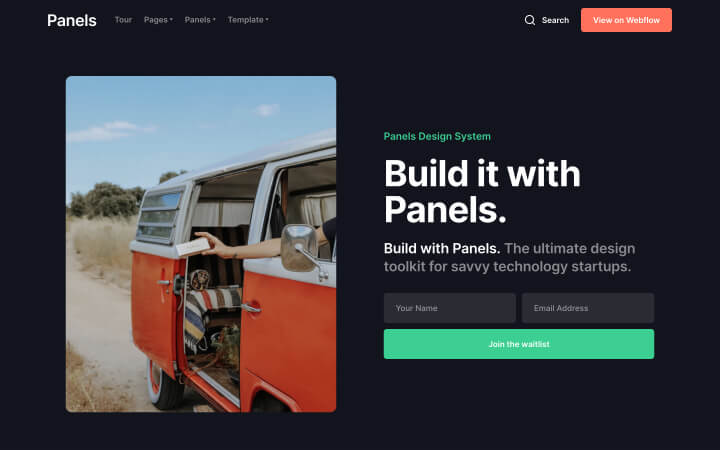 Panels
Tour
Pages
Panels
Template
Search
View on Webflow
Panels Design System
Build it with
Panels.
Build with Panels. The ultimate design
toolkit for savvy technology startups.
Your Name
Email Address
Join the waitlist